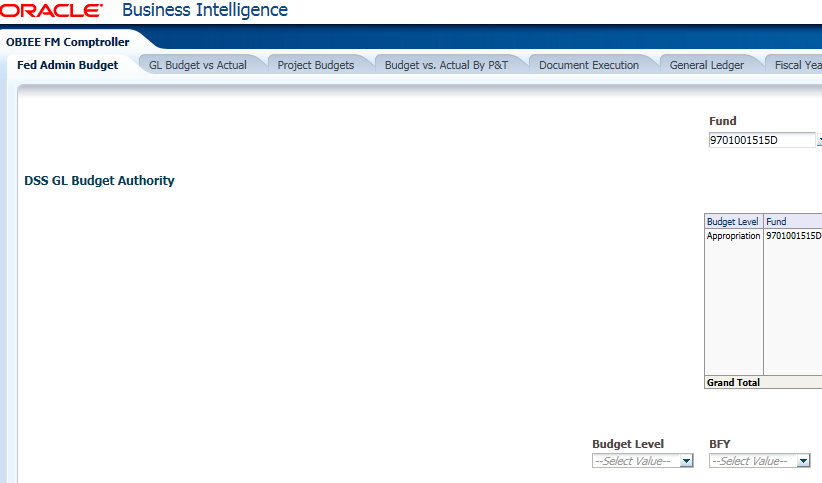 ORACLE Business Intelligence
OBIEE FM Comptroller
Fed Admin Budget GL Budget vs Actual Project Budgets Budget vs. Actual By P&T Document Execution General Ledger Fiscal Yea
Fund
9701001515D
DSS GL Budget Authority
Budget Level Fund
Appropriation 9701001515D
Grand Total
Budget Level BFY
--Select Value-- --Select Value--